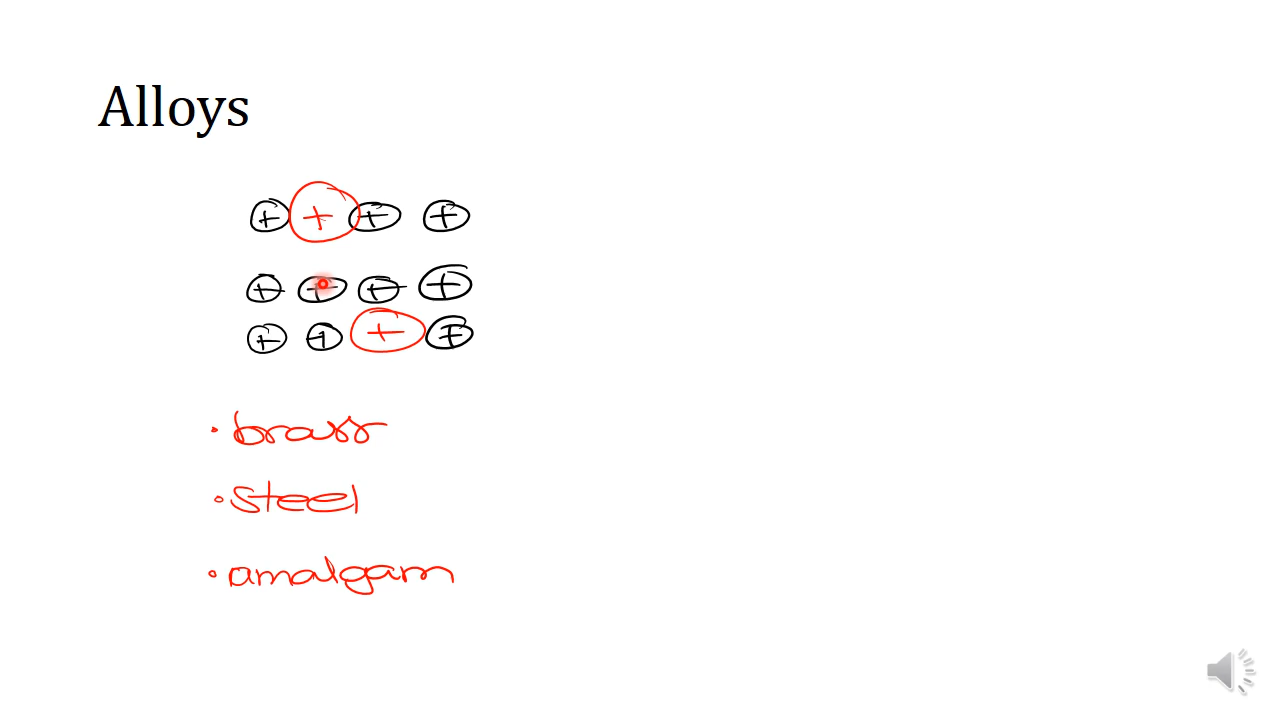 Alloys
+ + + +
+ + + +
+ + + +
• brass
• steel
• amalgam